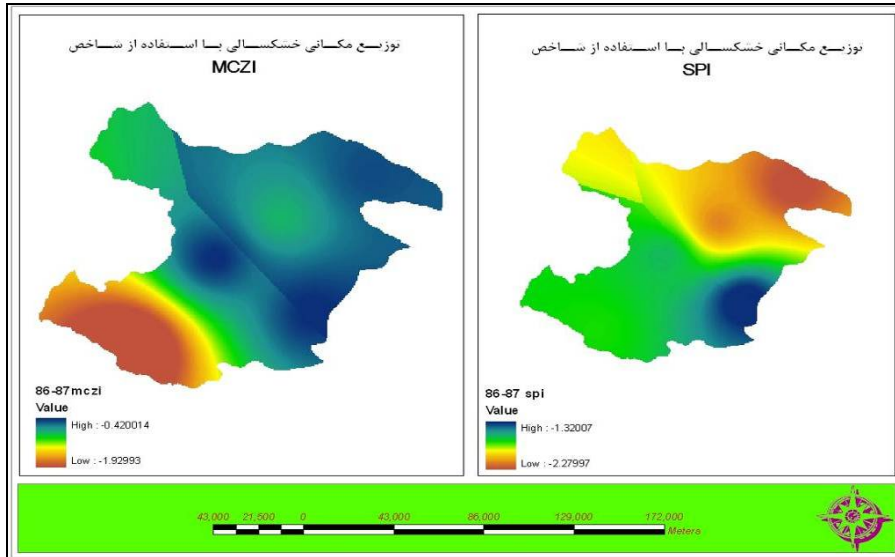 توزیع مکانی خشکسالی با استفاده از شاخص
MCZI
86-87mczi
Value
High : -0.420014
Low : -1.92993
توزیع مکانی خشکسالی با استفاده از شاخص
SPI
86-87 spi
Value
High : -1.32007
Low : -2.27997
43,000 21,500 0 43,000 86,000 129,000 172,000
Meters